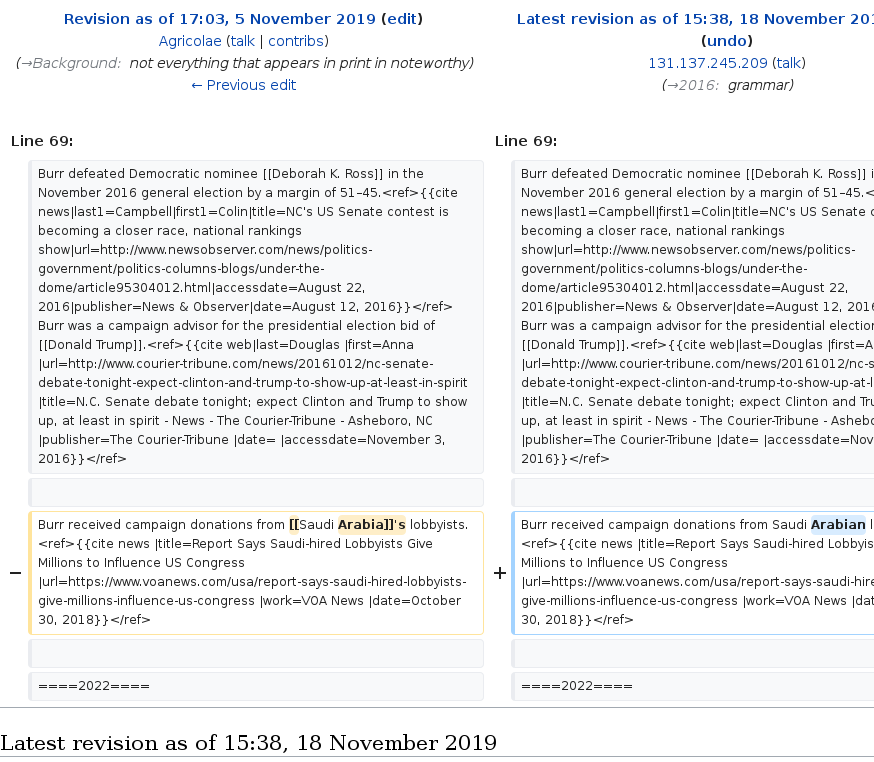 Revision as of 17:03, 5 November 2019 (edit)
Agricolae (talk | contribs)
(→Background: not everything that appears in print in noteworthy)
← Previous edit
Latest revision as of 15:38, 18 November 201
(undo)
131.137.245.209 (talk)
(→2016: grammar)
Line 69:
Burr defeated Democratic nominee [[Deborah K. Ross]] in the
November 2016 general election by a margin of 51–45.<ref>{{cite
news|last1=Campbell|first1=Colin|title=NC's US Senate contest is
becoming a closer race, national rankings
show|url=http://www.newsobserver.com/news/politics-
government/politics-columns-blogs/under-the-
dome/article95304012.html|accessdate=August 22,
2016|publisher=News & Observer|date=August 12, 2016}}</ref>
Burr was a campaign advisor for the presidential election bid of
[[Donald Trump]].<ref>{{cite web|last=Douglas |first=Anna
|url=http://www.courier-tribune.com/news/20161012/nc-senate-
debate-tonight-expect-clinton-and-trump-to-show-up-at-least-in-spirit
|title=N.C. Senate debate tonight; expect Clinton and Trump to show
up, at least in spirit - News - The Courier-Tribune - Asheboro, NC
|publisher=The Courier-Tribune |date= |accessdate=November 3,
2016}}</ref>
− Burr received campaign donations from [[Saudi Arabia]]'s lobbyists.
<ref>{{cite news |title=Report Says Saudi-hired Lobbyists Give
Millions to Influence US Congress
|url=https://www.voanews.com/usa/report-says-saudi-hired-lobbyists-
give-millions-influence-us-congress |work=VOA News |date=October
30, 2018}}</ref>
====2022====
Line 69:
Burr defeated Democratic nominee [[Deborah K. Ross]] i
November 2016 general election by a margin of 51–45.<
news|last1=Campbell|first1=Colin|title=NC's US Senate c
becoming a closer race, national rankings
show|url=http://www.newsobserver.com/news/politics-
government/politics-columns-blogs/under-the-
dome/article95304012.html|accessdate=August 22,
2016|publisher=News & Observer|date=August 12, 2016
Burr was a campaign advisor for the presidential election
[[Donald Trump]].<ref>{{cite web|last=Douglas |first=A
|url=http://www.courier-tribune.com/news/20161012/nc-s
debate-tonight-expect-clinton-and-trump-to-show-up-at-l
|title=N.C. Senate debate tonight; expect Clinton and Tru
up, at least in spirit - News - The Courier-Tribune - Ashebo
|publisher=The Courier-Tribune |date= |accessdate=Nov
2016}}</ref>
+ Burr received campaign donations from Saudi Arabian l
<ref>{{cite news |title=Report Says Saudi-hired Lobbyis
Millions to Influence US Congress
|url=https://www.voanews.com/usa/report-says-saudi-hire
give-millions-influence-us-congress |work=VOA News |dat
30, 2018}}</ref>
====2022====
Latest revision as of 15:38, 18 November 2019